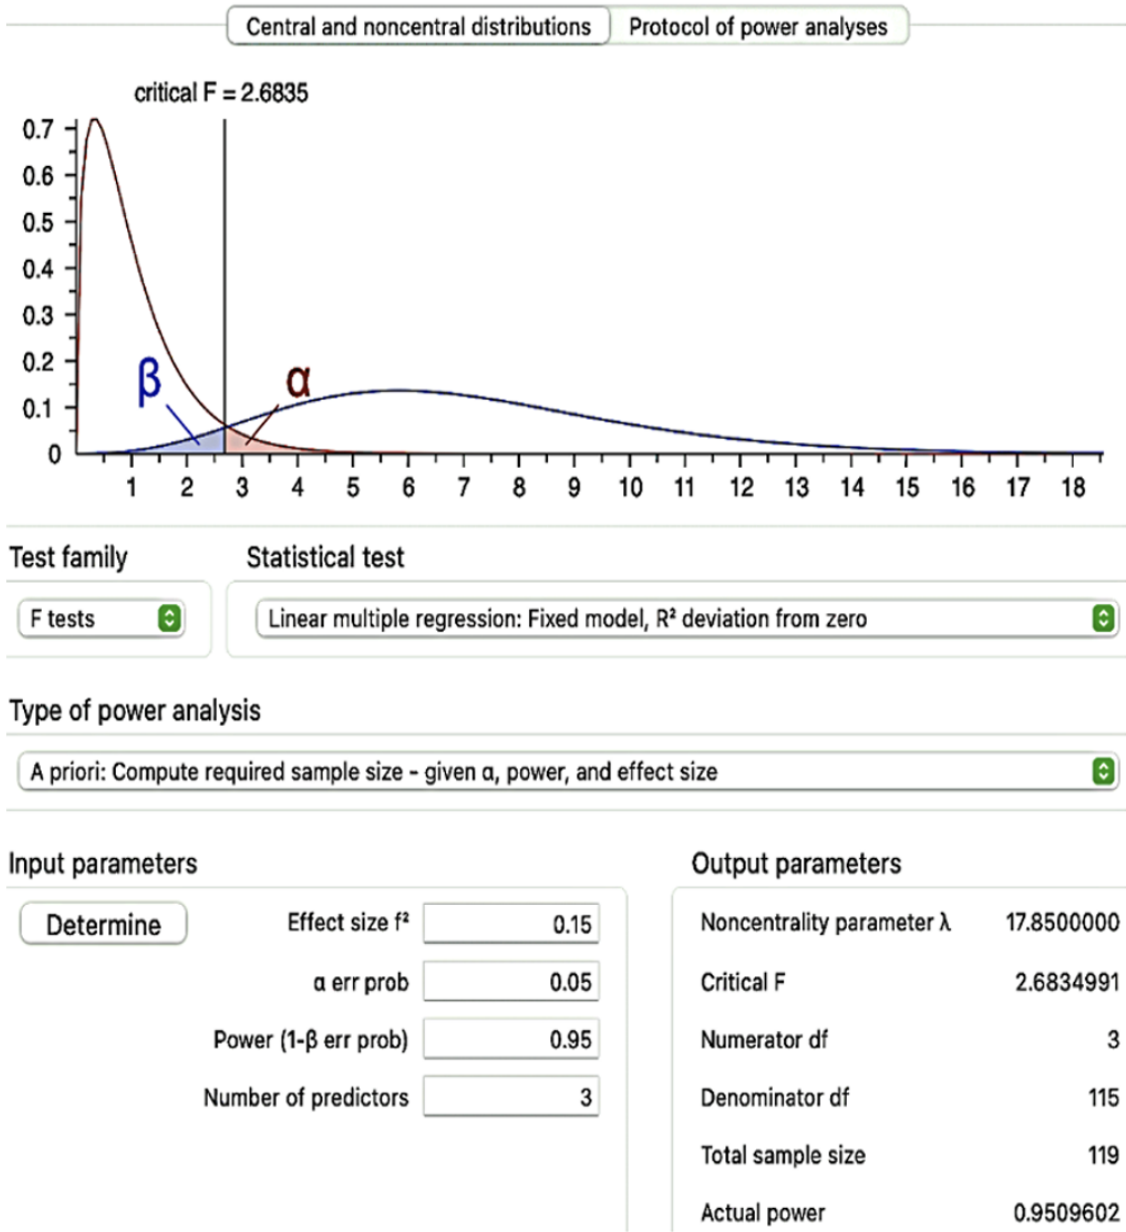 Central and noncentral distributions Protocol of power analyses
critical F = 2.6835
0.7
0.6
0.5
0.4
0.3
0.2
0.1
0
β α
1 2 3 4 5 6 7 8 9 10 11 12 13 14 15 16 17 18
Test family Statistical test
F tests Linear multiple regression: Fixed model, R² deviation from zero
Type of power analysis
A priori: Compute required sample size - given α, power, and effect size
Input parameters Output parameters
Determine Effect size f² 0.15 Noncentrality parameter λ 17.8500000
α err prob 0.05 Critical F 2.6834991
Power (1-β err prob) 0.95 Numerator df 3
Number of predictors 3 Denominator df 115
Total sample size 119
Actual power 0.9509602